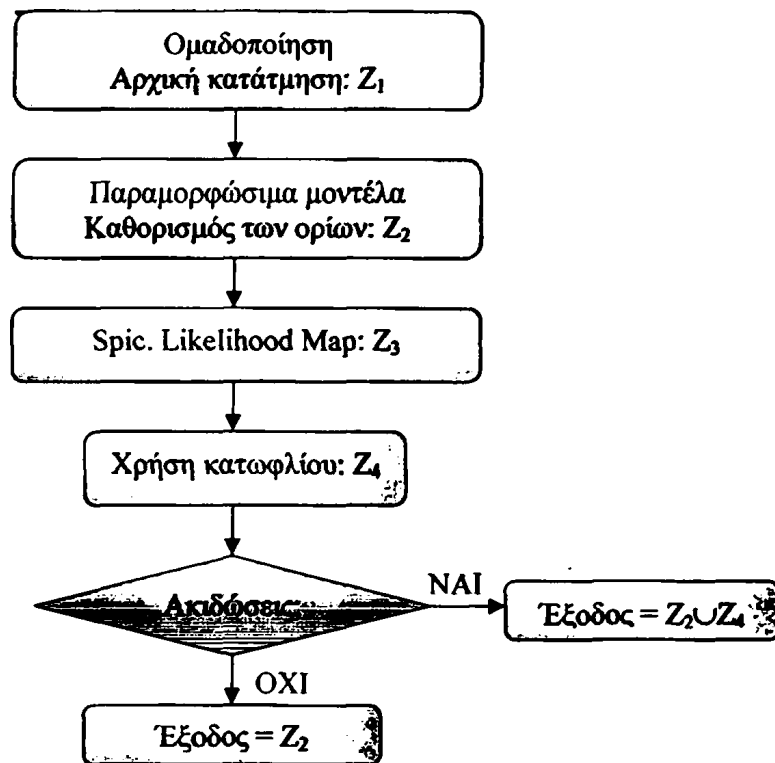 Ομαδοποίηση
Αρχική κατάτμηση: Z₁
Παραμορφώσιμα μοντέλα
Καθορισμός των ορίων: Z₂
Spic. Likelihood Map: Z₃
Χρήση κατωφλίου: Z₄
Ακιδώσεις;
ΝΑΙ
Έξοδος = Z₂∪Z₄
ΟΧΙ
Έξοδος = Z₂